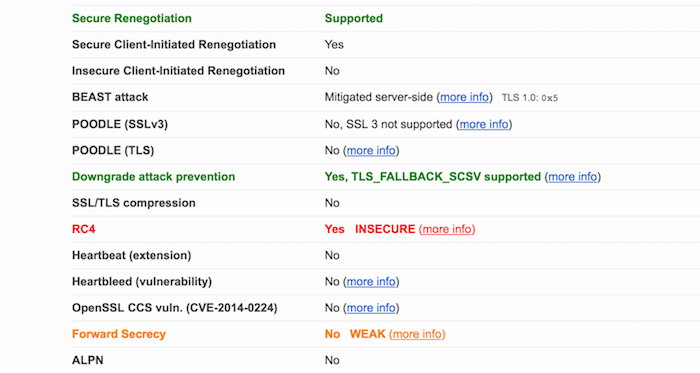 Secure Renegotiation Supported
Secure Client-Initiated Renegotiation Yes
Insecure Client-Initiated Renegotiation No
BEAST attack Mitigated server-side (more info) TLS 1.0: 0x5
POODLE (SSLv3) No, SSL 3 not supported (more info)
POODLE (TLS) No (more info)
Downgrade attack prevention Yes, TLS_FALLBACK_SCSV supported (more info)
SSL/TLS compression No
RC4 Yes INSECURE (more info)
Heartbeat (extension) No
Heartbleed (vulnerability) No (more info)
OpenSSL CCS vuln. (CVE-2014-0224) No (more info)
Forward Secrecy No WEAK (more info)
ALPN No